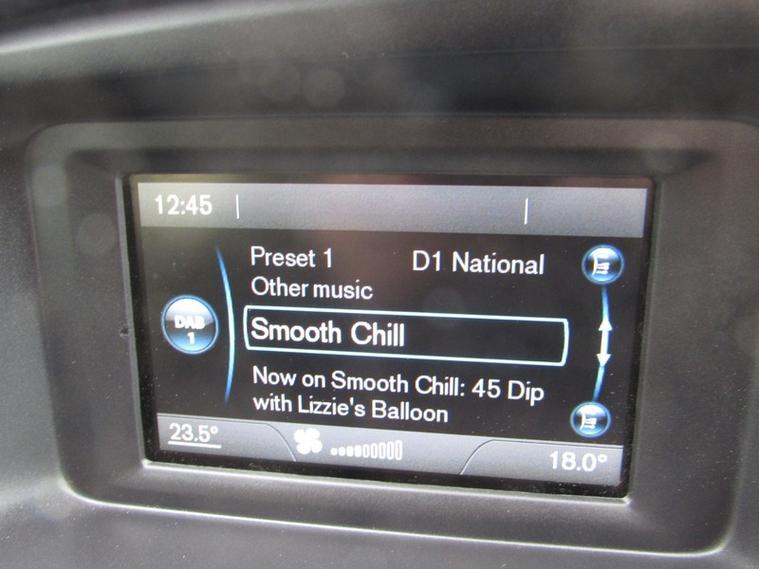 12:45
Preset 1 D1 National
Other music
DAB
1
Smooth Chill
Now on Smooth Chill: 45 Dip
with Lizzie's Balloon
23.5° 18.0°